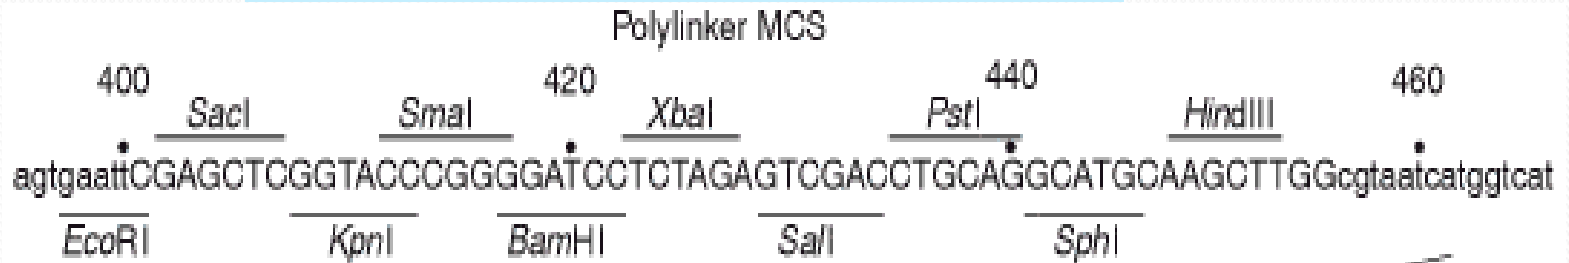 Polylinker MCS
400 420 440 460
SacI SmaI XbaI PstI HindIII
agtgaattCGAGCTCGGTACCCGGGGATCCTCTAGAGTCGACCTGCAGGCATGCAAGCTTGGcgtaatcatggtcat
EcoRI KpnI BamHI SalI SphI